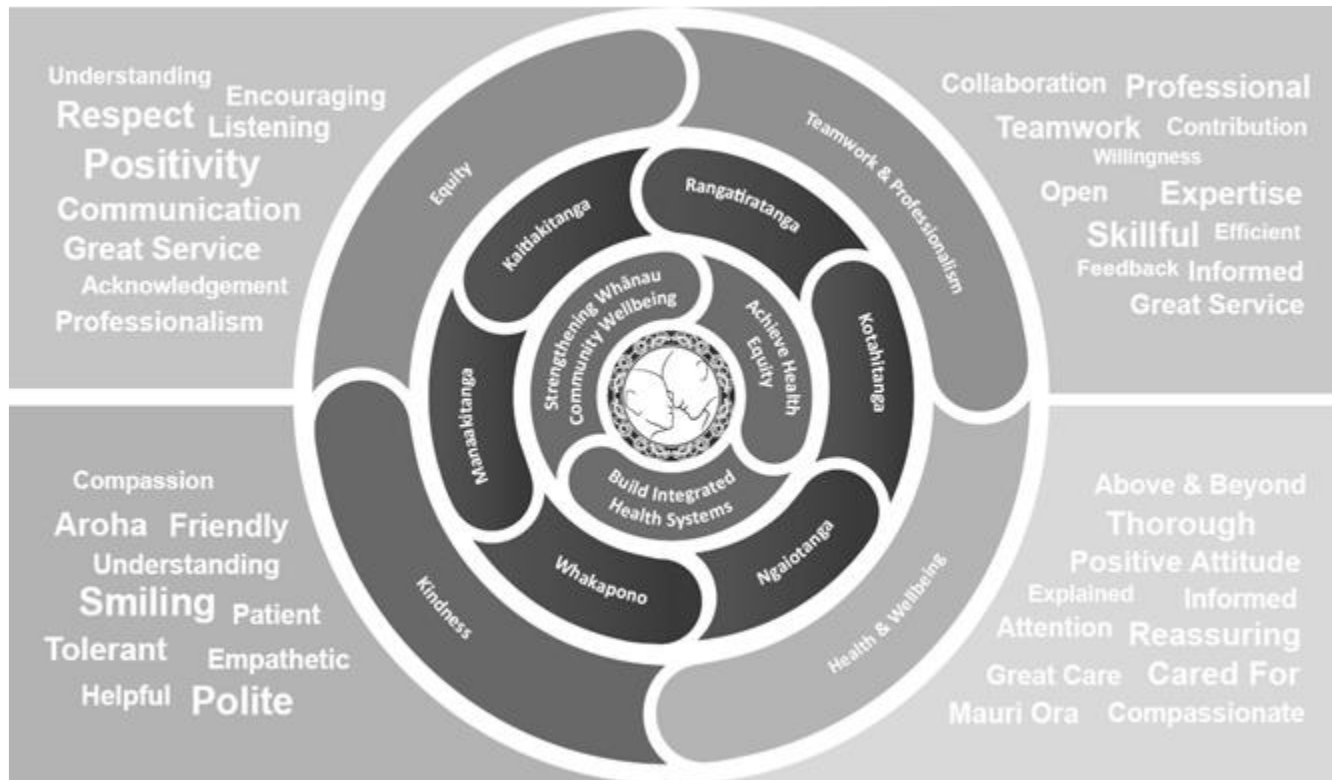 Understanding
Encouraging
Respect
Listening
Positivity
Communication
Great Service
Acknowledgement
Professionalism
Collaboration
Professional
Teamwork
Contribution
Willingness
Open
Expertise
Skillful
Efficient
Feedback
Informed
Great Service
Equity
Teamwork & Professionalism
Kaitiakitanga
Rangatiratanga
Kotahitanga
Ngaiotanga
Whakapono
Manaakitanga
Strengthening Whānau
Community Wellbeing
Achieve Health
Equity
Build Integrated
Health Systems
Kindness
Health & Wellbeing
Compassion
Aroha
Friendly
Understanding
Smiling
Patient
Tolerant
Empathetic
Helpful
Polite
Above & Beyond
Thorough
Positive Attitude
Explained
Informed
Attention
Reassuring
Great Care
Cared For
Mauri Ora
Compassionate